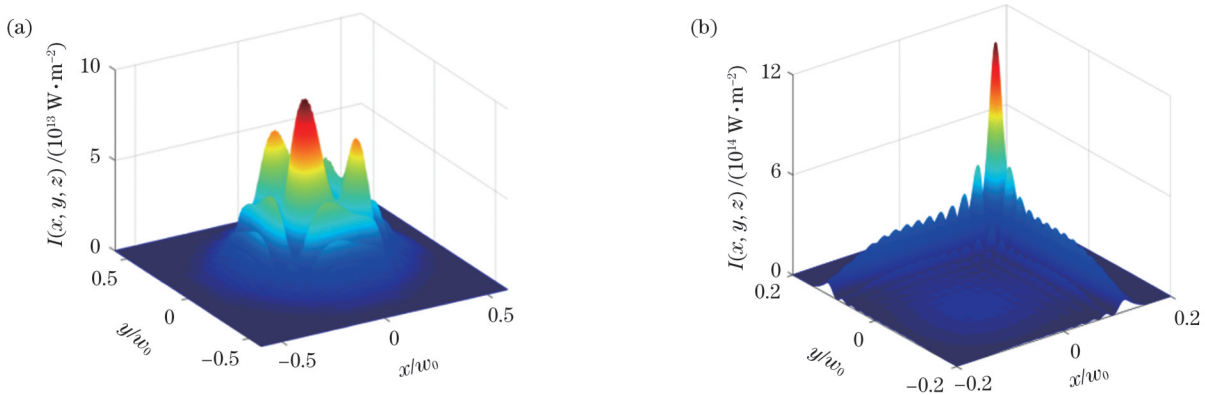 (a)
I(x, y, z) /(10¹³ W·m⁻²)
10
5
0
0.5
0
−0.5
y/w₀
−0.5
0
0.5
x/w₀
(b)
I(x, y, z) /(10¹⁴ W·m⁻²)
12
6
0
0.2
0
−0.2
y/w₀
−0.2
0
0.2
x/w₀